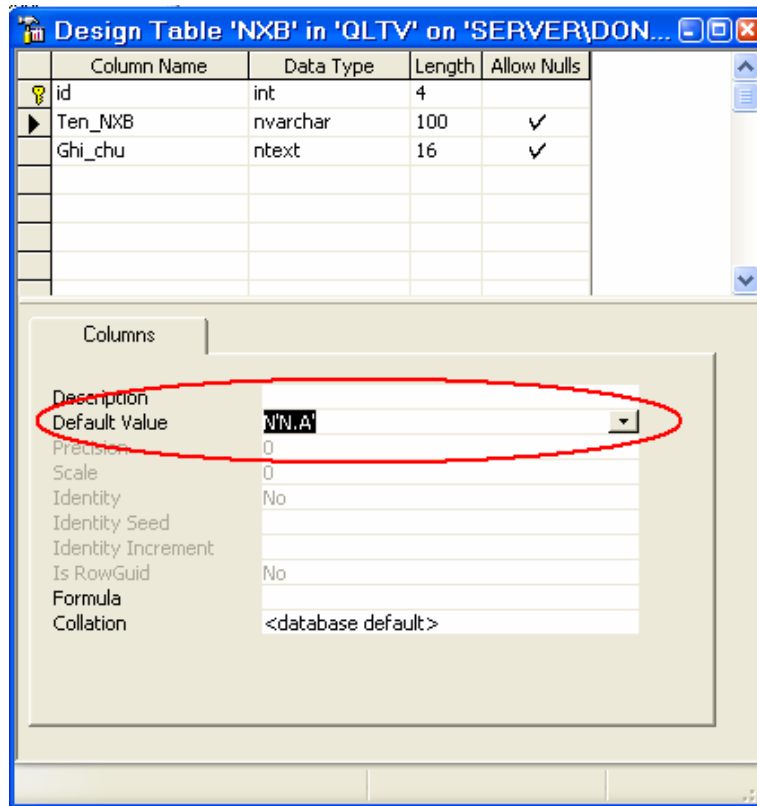 Design Table 'NXB' in 'QLTV' on 'SERVER\DON...
Column Name Data Type Length Allow Nulls
id int 4
Ten_NXB nvarchar 100
Ghi_chu ntext 16
Columns
Description
Default Value N'N.A'
Precision 0
Scale 0
Identity No
Identity Seed
Identity Increment
Is RowGuid No
Formula
Collation <database default>